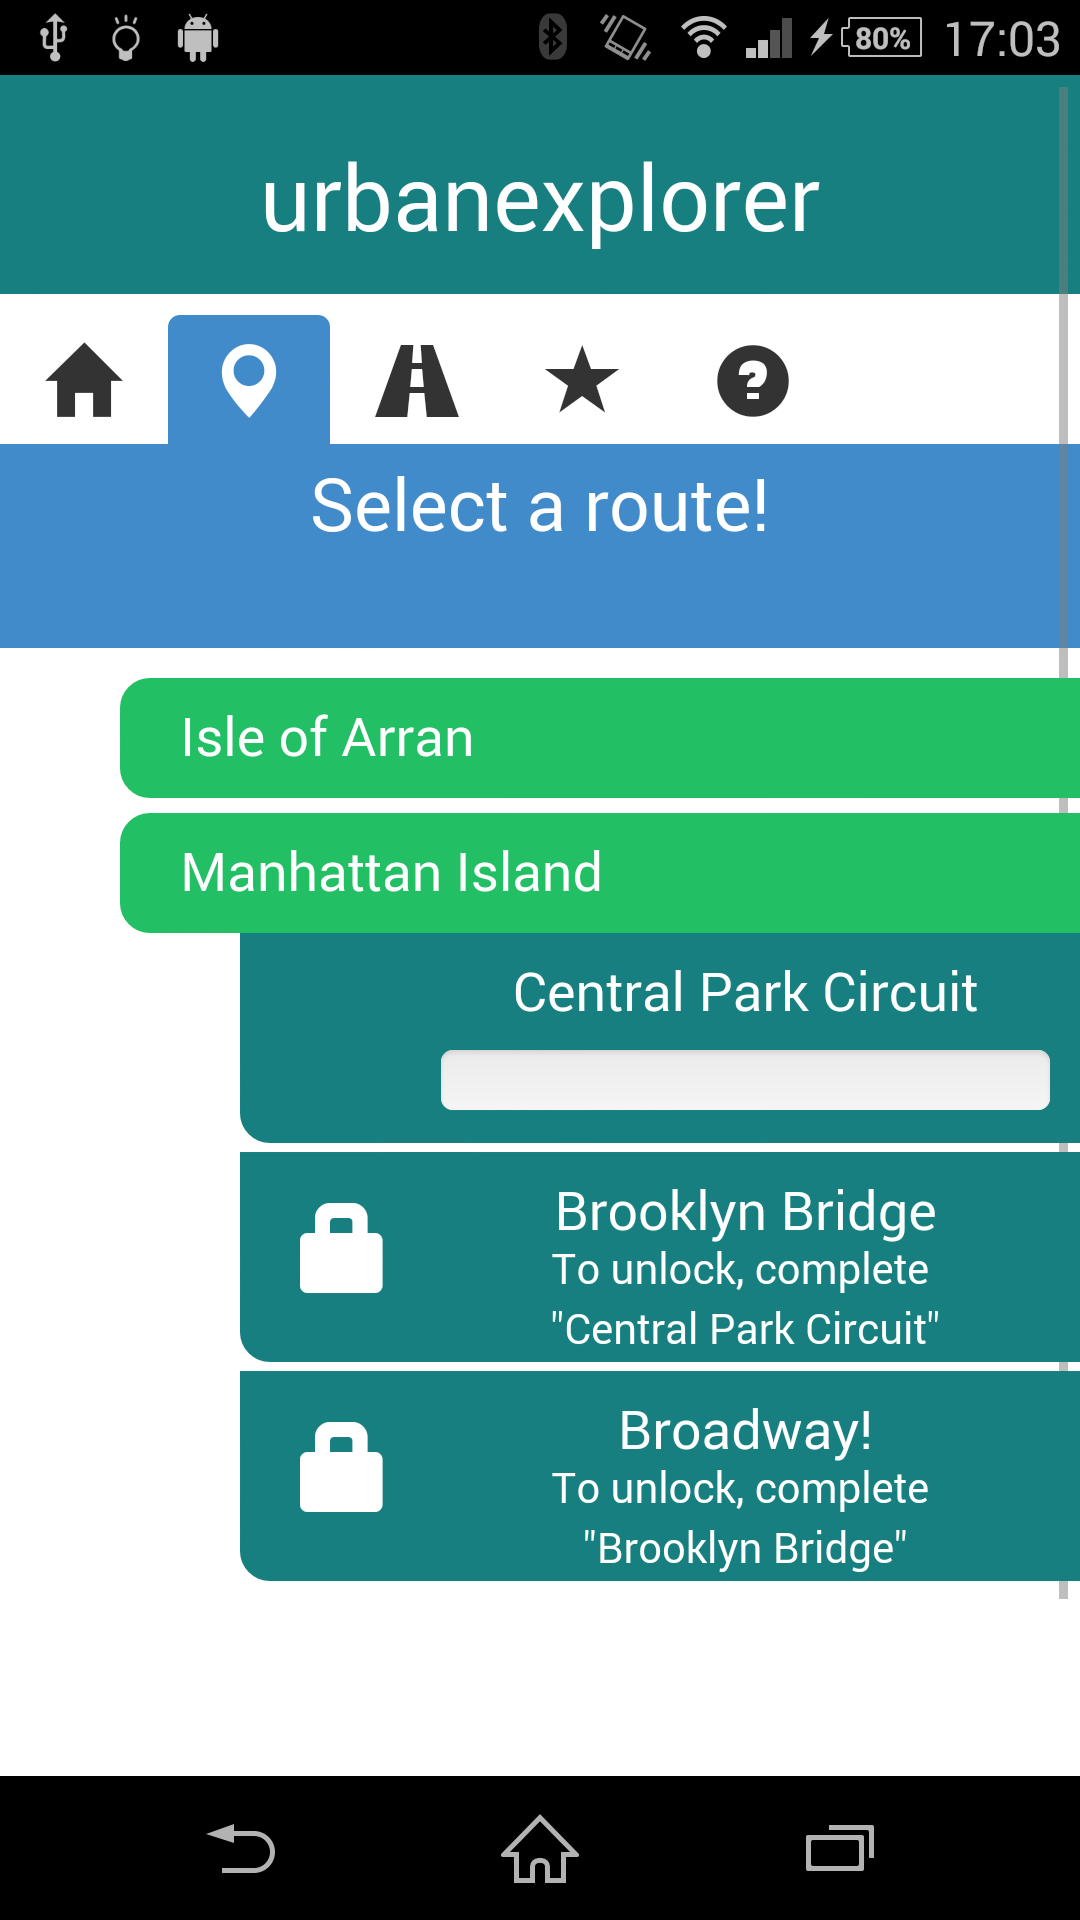 80% 17:03
urbanexplorer
Select a route!
Isle of Arran
Manhattan Island
Central Park Circuit
Brooklyn Bridge
To unlock, complete
"Central Park Circuit"
Broadway!
To unlock, complete
"Brooklyn Bridge"